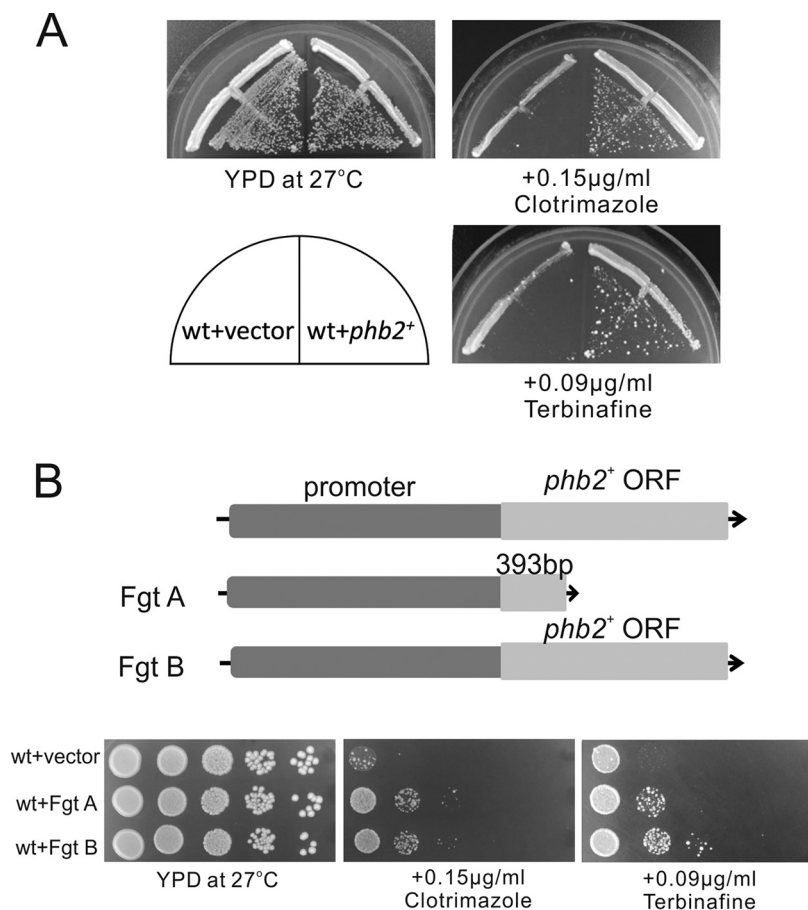 A
YPD at 27°C
+0.15µg/ml
Clotrimazole
wt+vector
wt+phb2⁺
+0.09µg/ml
Terbinafine
B
promoter
phb2⁺ ORF
393bp
Fgt A
phb2⁺ ORF
Fgt B
wt+vector
wt+Fgt A
wt+Fgt B
YPD at 27°C
+0.15µg/ml
Clotrimazole
+0.09µg/ml
Terbinafine